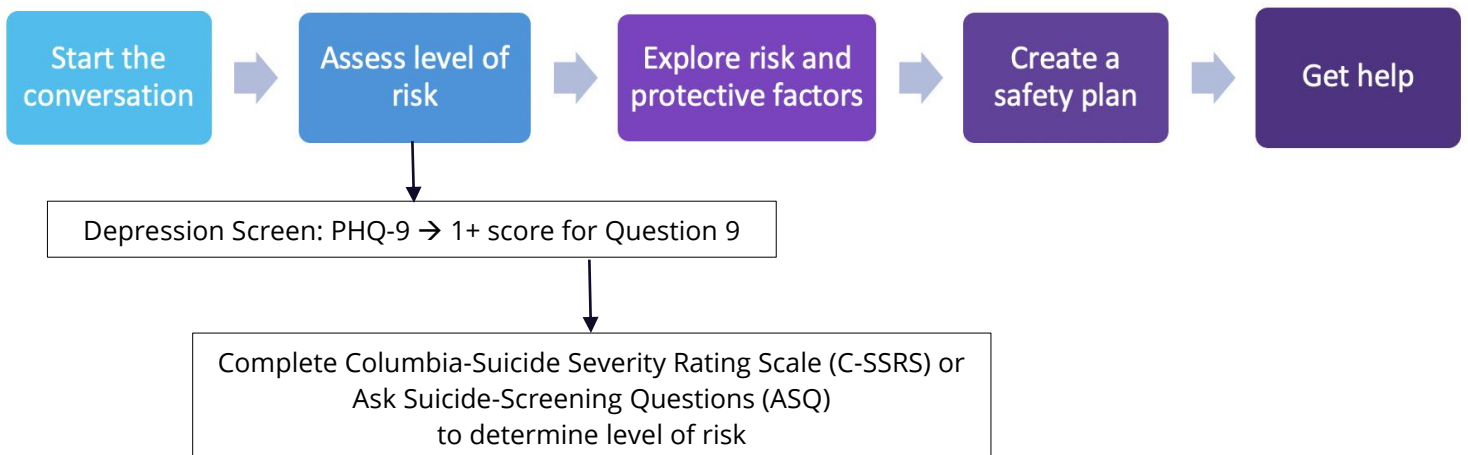 Start the
conversation
Assess level of
risk
Explore risk and
protective factors
Create a
safety plan
Get help
Depression Screen: PHQ-9 → 1+ score for Question 9
Complete Columbia-Suicide Severity Rating Scale (C-SSRS) or
Ask Suicide-Screening Questions (ASQ)
to determine level of risk